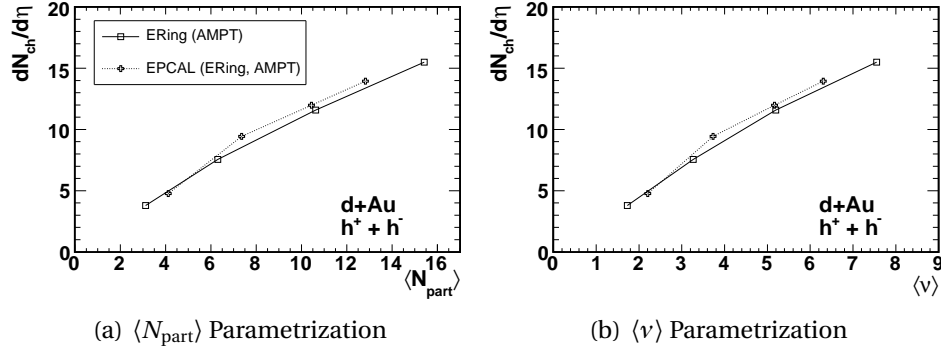 dN_ch/dη
20
15
10
5
0
ERing (AMPT)
EPCAL (ERing, AMPT)
d+Au
h⁺ + h⁻
0 2 4 6 8 10 12 14 16
⟨N_part⟩
(a) ⟨N_part⟩ Parametrization
dN_ch/dη
20
15
10
5
0
d+Au
h⁺ + h⁻
0 1 2 3 4 5 6 7 8 9
⟨ν⟩
(b) ⟨ν⟩ Parametrization